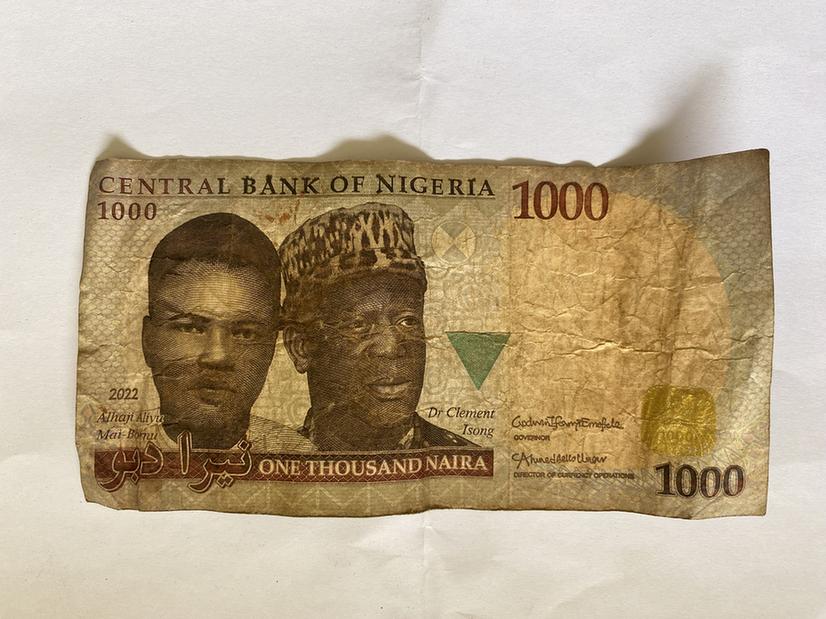 CENTRAL BANK OF NIGERIA
1000
1000
2022
Alhaji Aliyu
Mai-Bornu
Dr Clement
Isong
GOVERNOR
DIRECTOR OF CURRENCY OPERATIONS
نيرا دبو
ONE THOUSAND NAIRA
1000